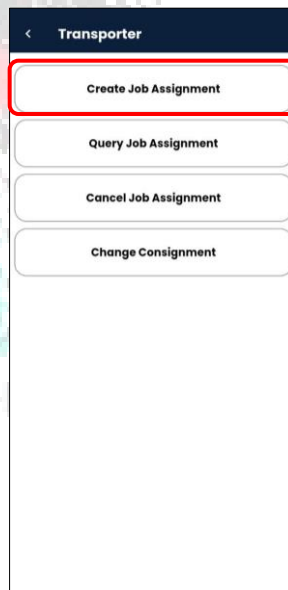 Transporter
Create Job Assignment
Query Job Assignment
Cancel Job Assignment
Change Consignment